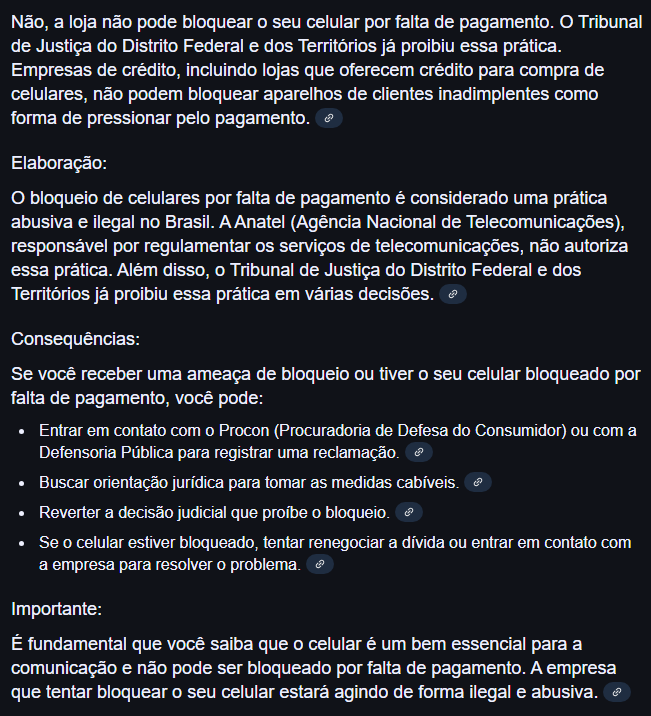 Não, a loja não pode bloquear o seu celular por falta de pagamento. O Tribunal
de Justiça do Distrito Federal e dos Territórios já proibiu essa prática.
Empresas de crédito, incluindo lojas que oferecem crédito para compra de
celulares, não podem bloquear aparelhos de clientes inadimplentes como
forma de pressionar pelo pagamento.
Elaboração:
O bloqueio de celulares por falta de pagamento é considerado uma prática
abusiva e ilegal no Brasil. A Anatel (Agência Nacional de Telecomunicações),
responsável por regulamentar os serviços de telecomunicações, não autoriza
essa prática. Além disso, o Tribunal de Justiça do Distrito Federal e dos
Territórios já proibiu essa prática em várias decisões.
Consequências:
Se você receber uma ameaça de bloqueio ou tiver o seu celular bloqueado por
falta de pagamento, você pode:
• Entrar em contato com o Procon (Procuradoria de Defesa do Consumidor) ou com a
Defensoria Pública para registrar uma reclamação.
• Buscar orientação jurídica para tomar as medidas cabíveis.
• Reverter a decisão judicial que proíbe o bloqueio.
• Se o celular estiver bloqueado, tentar renegociar a dívida ou entrar em contato com
a empresa para resolver o problema.
Importante:
É fundamental que você saiba que o celular é um bem essencial para a
comunicação e não pode ser bloqueado por falta de pagamento. A empresa
que tentar bloquear o seu celular estará agindo de forma ilegal e abusiva.